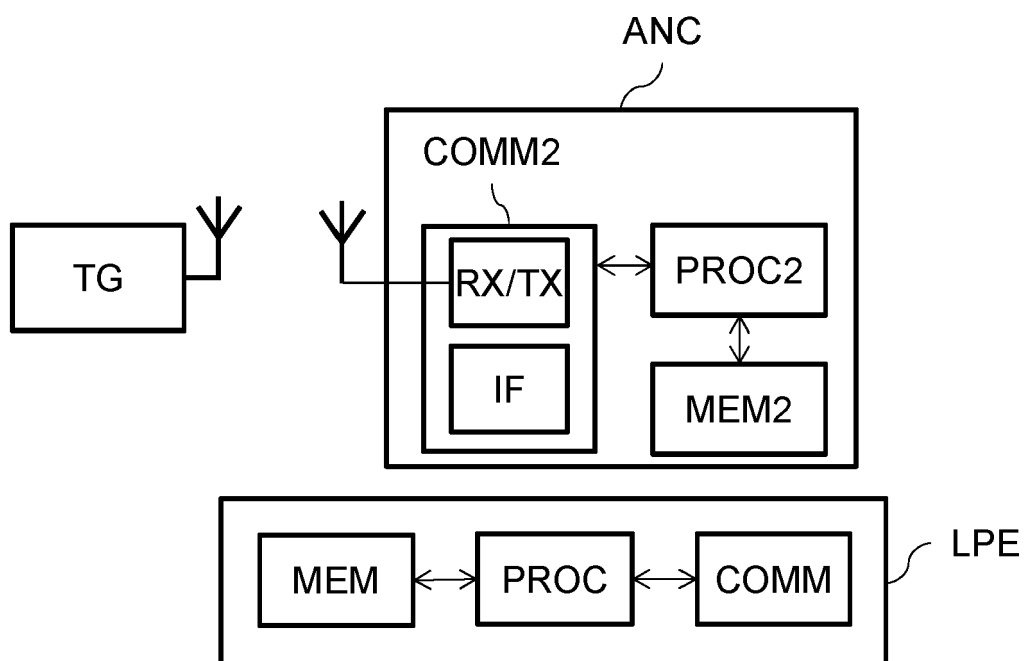 ANC
COMM2
TG
RX/TX
PROC2
IF
MEM2
LPE
MEM
PROC
COMM